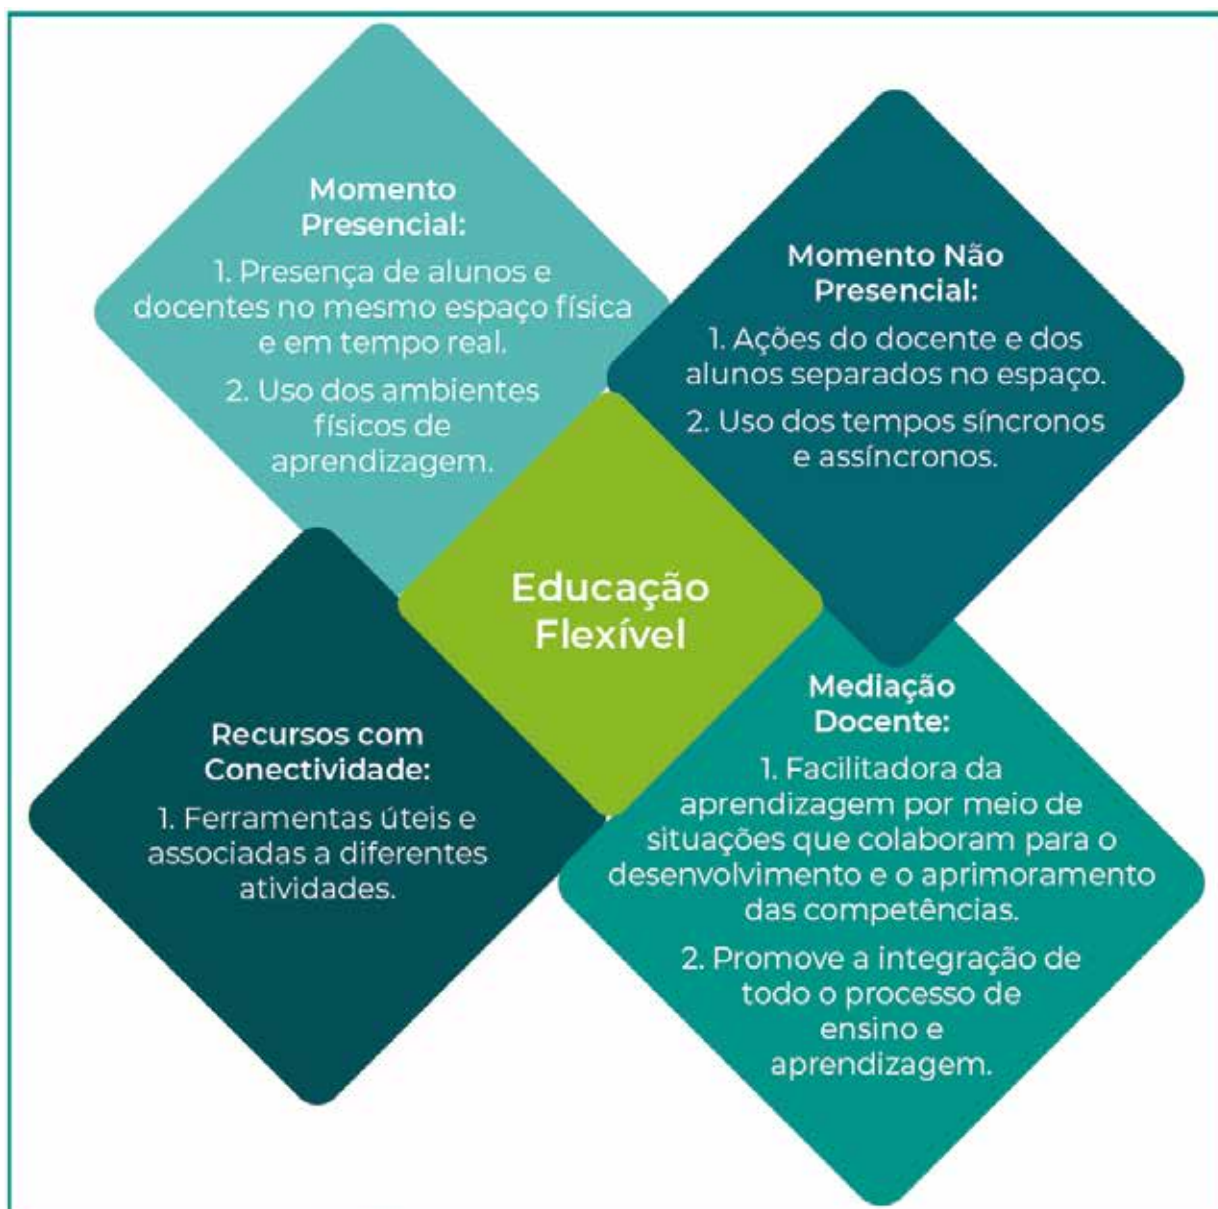 Momento
Presencial:
1. Presença de alunos e
docentes no mesmo espaço física
e em tempo real.
2. Uso dos ambientes
físicos de
aprendizagem.
Momento Não
Presencial:
1. Ações do docente e dos
alunos separados no espaço.
2. Uso dos tempos síncronos
e assíncronos.
Educação
Flexível
Recursos com
Conectividade:
1. Ferramentas úteis e
associadas a diferentes
atividades.
Mediação
Docente:
1. Facilitadora da
aprendizagem por meio de
situações que colaboram para o
desenvolvimento e o aprimoramento
das competências.
2. Promove a integração de
todo o processo de
ensino e
aprendizagem.